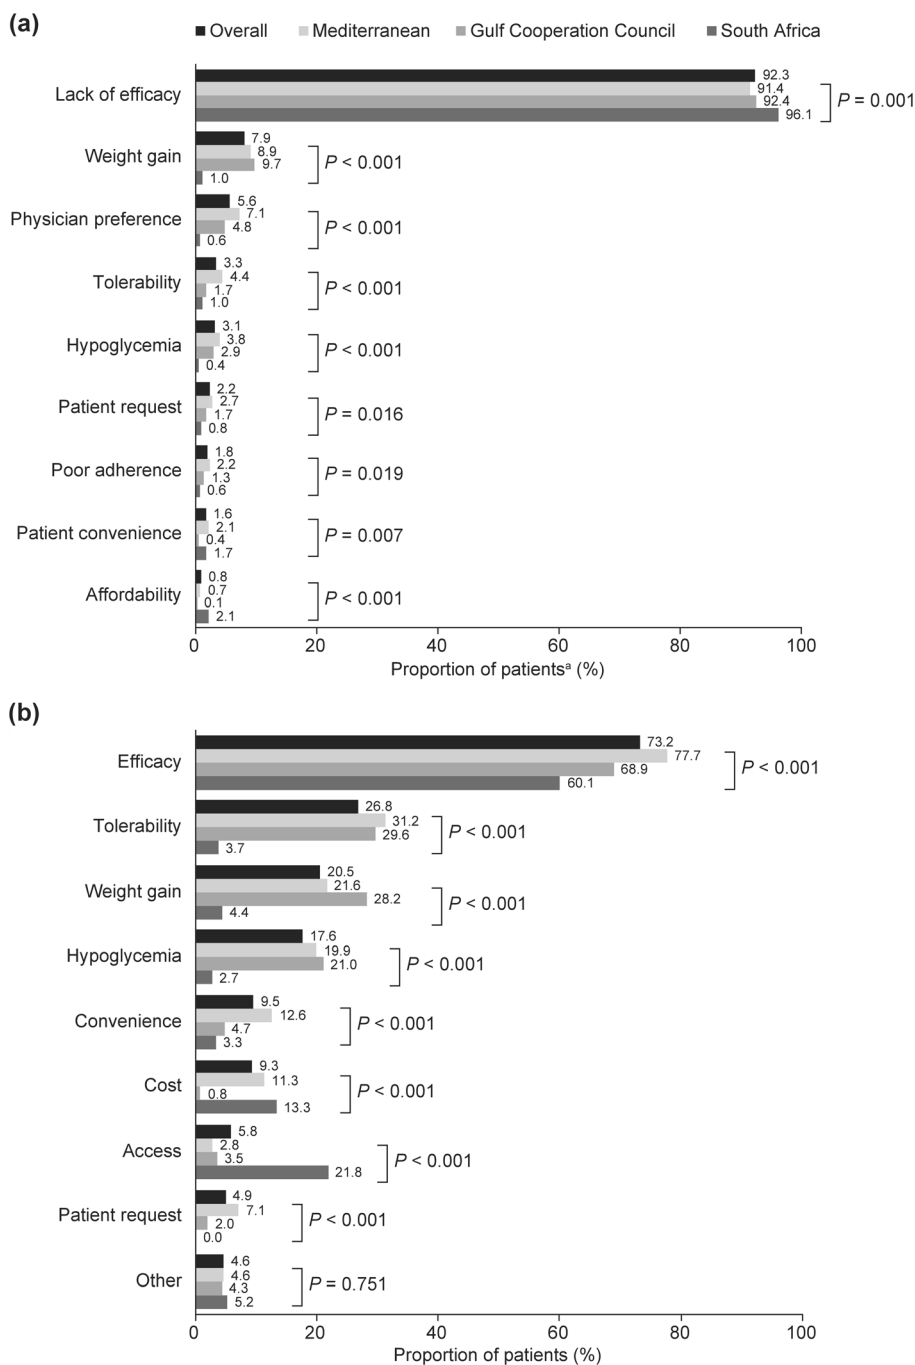 (a)
Overall Mediterranean Gulf Cooperation Council South Africa
Lack of efficacy
92.3
91.4
92.4
96.1
P = 0.001
Weight gain
7.9
8.9
9.7
1.0
P < 0.001
Physician preference
5.6
7.1
4.8
0.6
P < 0.001
Tolerability
3.3
4.4
1.7
1.0
P < 0.001
Hypoglycemia
3.1
3.8
2.9
0.4
P < 0.001
Patient request
2.2
2.7
1.7
0.8
P = 0.016
Poor adherence
1.8
2.2
1.3
0.6
P = 0.019
Patient convenience
1.6
2.1
0.4
1.7
P = 0.007
Affordability
0.8
0.7
0.1
2.1
P < 0.001
0 20 40 60 80 100
Proportion of patientsᵃ (%)
(b)
Efficacy
73.2
77.7
68.9
60.1
P < 0.001
Tolerability
26.8
31.2
29.6
3.7
P < 0.001
Weight gain
20.5
21.6
28.2
4.4
P < 0.001
Hypoglycemia
17.6
19.9
21.0
2.7
P < 0.001
Convenience
9.5
12.6
4.7
3.3
P < 0.001
Cost
9.3
11.3
0.8
13.3
P < 0.001
Access
5.8
2.8
3.5
21.8
P < 0.001
Patient request
4.9
7.1
2.0
0.0
P < 0.001
Other
4.6
4.6
4.3
5.2
P = 0.751
0 20 40 60 80 100
Proportion of patients (%)